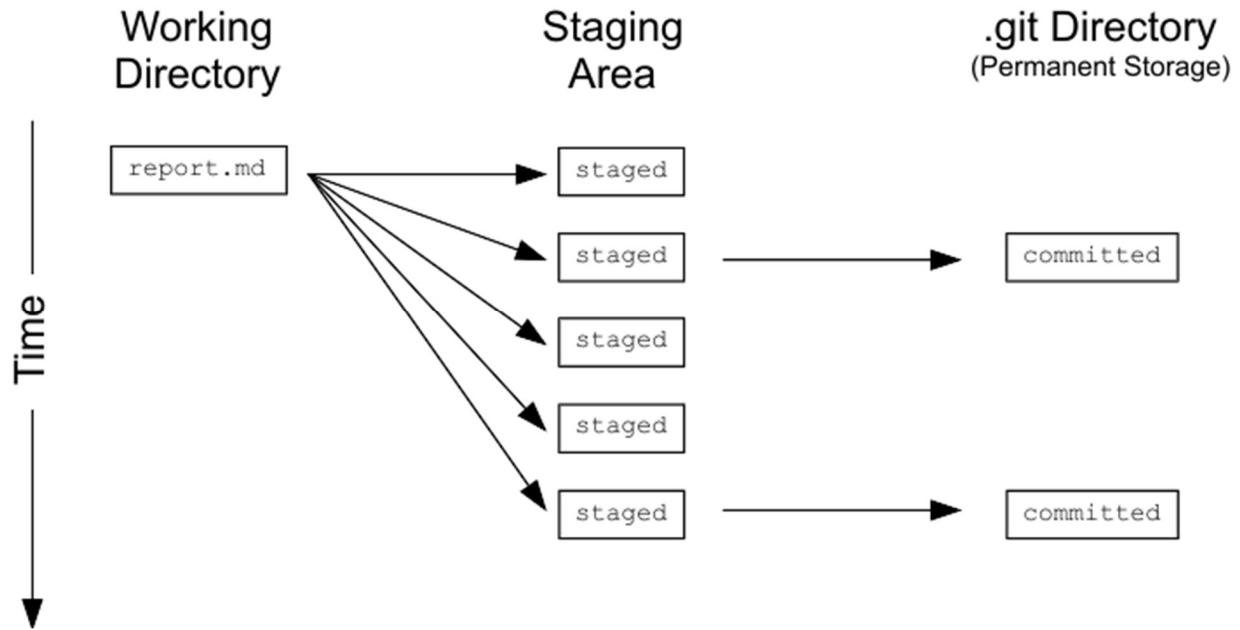 Working
Directory
Staging
Area
.git Directory
(Permanent Storage)
Time
report.md
staged
staged
committed
staged
staged
staged
committed